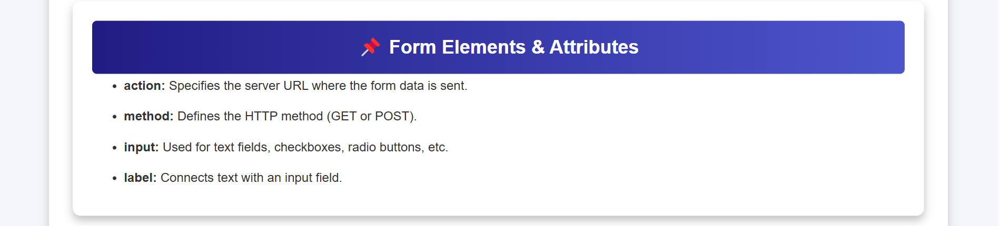 📌 Form Elements & Attributes
• action: Specifies the server URL where the form data is sent.
• method: Defines the HTTP method (GET or POST).
• input: Used for text fields, checkboxes, radio buttons, etc.
• label: Connects text with an input field.